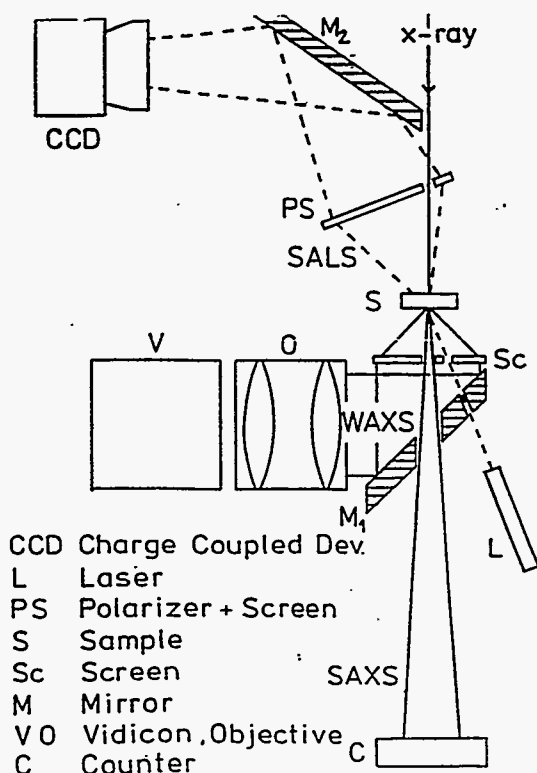 M2
x-ray
CCD
PS
SALS
S
V
O
Sc
WAXS
M1
L
CCD Charge Coupled Dev.
L Laser
PS Polarizer + Screen
S Sample
Sc Screen
M Mirror
V O Vidicon, Objective
C Counter
SAXS
C